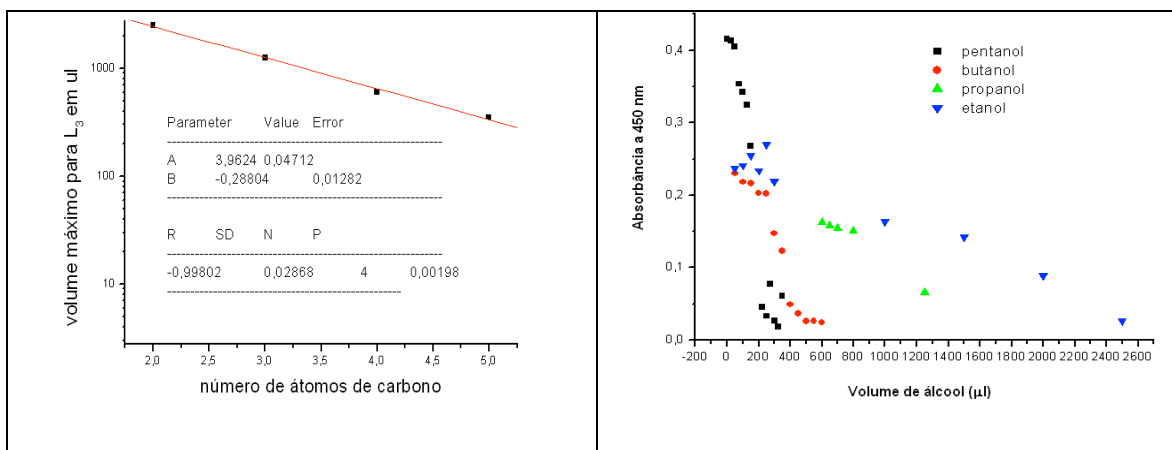 volume máximo para L3 em ul
1000
100
10
Parameter Value Error
A 3,9624 0,04712
B -0,28804 0,01282
R SD N P
-0,99802 0,02868 4 0,00198
2,0 2,5 3,0 3,5 4,0 4,5 5,0
número de átomos de carbono
Absorbância a 450 nm
0,4
0,3
0,2
0,1
0,0
pentanol
butanol
propanol
etanol
-200 0 200 400 600 800 1000 1200 1400 1600 1800 2000 2200 2400 2600
Volume de álcool (µl)